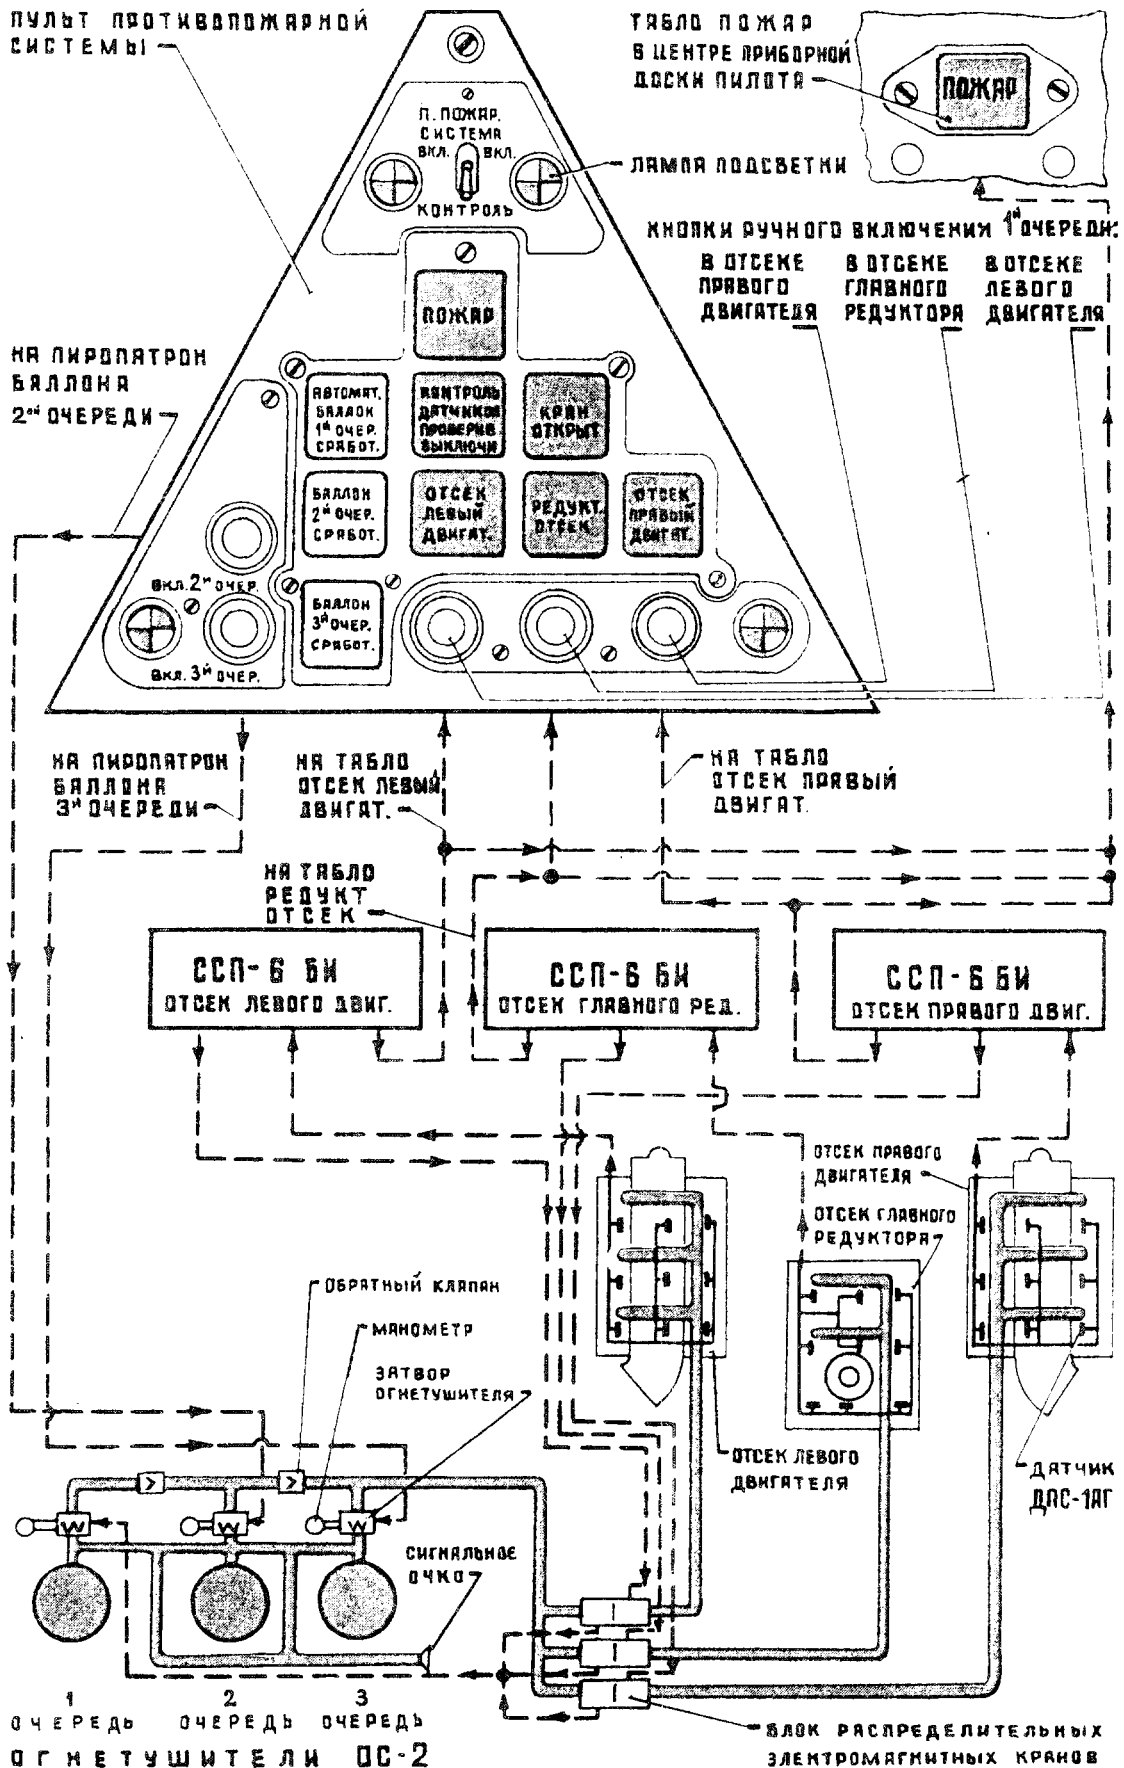 ПУЛЬТ ПРОТИВОПОЖАРНОЙ
СИСТЕМЫ
ТАБЛО ПОЖАР
В ЦЕНТРЕ ПРИБОРНОЙ
ДОСКИ ПИЛОТА
ПОЖАР
П. ПОЖАР.
СИСТЕМА
ВКЛ. ВКЛ.
КОНТРОЛЬ
ЛАМПА ПОДСВЕТКИ
КНОПКИ РУЧНОГО ВКЛЮЧЕНИЯ 1й ОЧЕРЕДИ:
В ОТСЕКЕ
ПРАВОГО
ДВИГАТЕЛЯ
В ОТСЕКЕ
ГЛАВНОГО
РЕДУКТОРА
В ОТСЕКЕ
ЛЕВОГО
ДВИГАТЕЛЯ
ПОЖАР
НА ПИРОПАТРОН
БАЛЛОНА
2ой ОЧЕРЕДИ
АВТОМАТ.
БАЛЛОН
1й ОЧЕР.
СРАБОТ.
КОНТРОЛЬ
ДАТЧИКОВ
ПРОВЕРИВ
ВЫКЛЮЧИ
КРАН
ОТКРЫТ
БАЛЛОН
2й ОЧЕР.
СРАБОТ.
ОТСЕК
ЛЕВЫЙ
ДВИГАТ.
РЕДУКТ.
ОТСЕК
ОТСЕК
ПРАВЫЙ
ДВИГАТ.
ВКЛ. 2й ОЧЕР.
БАЛЛОН
3й ОЧЕР.
СРАБОТ.
ВКЛ. 3й ОЧЕР.
НА ПИРОПАТРОН
БАЛЛОНА
3й ОЧЕРЕДИ
НА ТАБЛО
ОТСЕК ЛЕВЫЙ
ДВИГАТ.
НА ТАБЛО
ОТСЕК ПРАВЫЙ
ДВИГАТ.
НА ТАБЛО
РЕДУКТ
ОТСЕК
ССП-6 БИ
ОТСЕК ЛЕВОГО ДВИГ.
ССП-6 БИ
ОТСЕК ГЛАВНОГО РЕД.
ССП-6 БИ
ОТСЕК ПРАВОГО ДВИГ.
ОТСЕК ПРАВОГО
ДВИГАТЕЛЯ
ОТСЕК ГЛАВНОГО
РЕДУКТОРА
ОБРАТНЫЙ КЛАПАН
МАНОМЕТР
ЗАТВОР
ОГНЕТУШИТЕЛЯ
ОТСЕК ЛЕВОГО
ДВИГАТЕЛЯ
ДАТЧИК
ДПС-1АГ
СИГНАЛЬНОЕ
ОЧКО
1 2 3
ОЧЕРЕДЬ ОЧЕРЕДЬ ОЧЕРЕДЬ
ОГНЕТУШИТЕЛИ ОС-2
БЛОК РАСПРЕДЕЛИТЕЛЬНЫХ
ЭЛЕКТРОМАГНИТНЫХ КРАНОВ